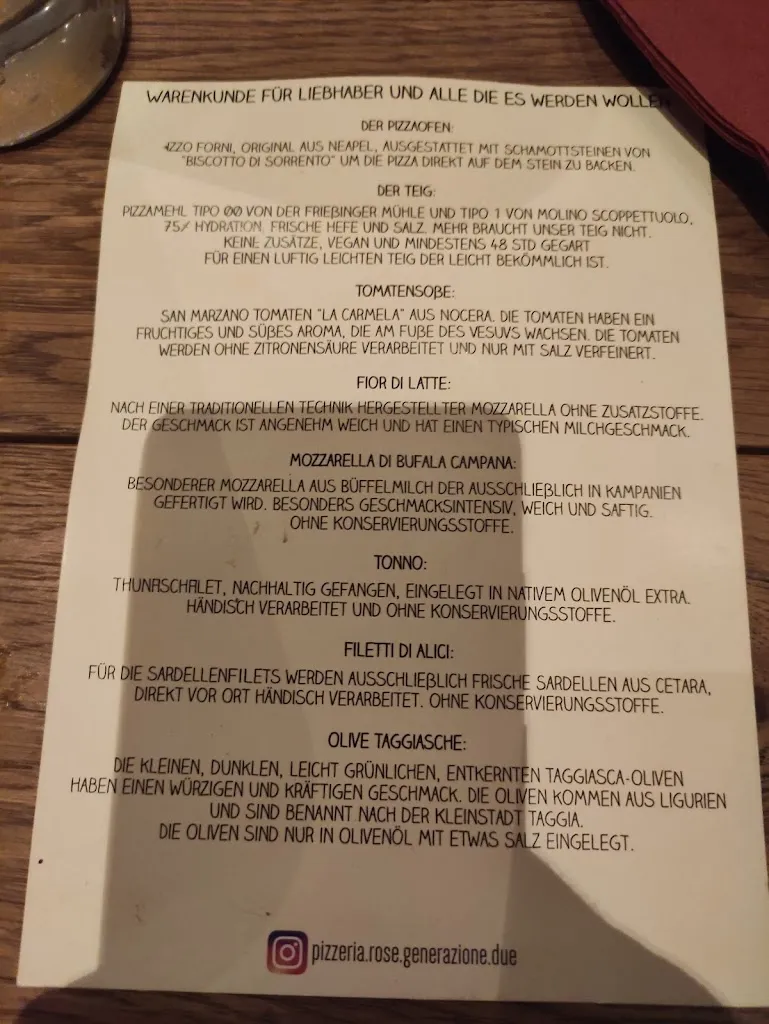 WARENKUNDE FÜR LIEBHABER UND ALLE DIE ES WERDEN WOLLEN
DER PIZZAOFEN:
IZZO FORNI, ORIGINAL AUS NEAPEL, AUSGESTATTET MIT SCHAMOTTSTEINEN VON
"BISCOTTO DI SORRENTO" UM DIE PIZZA DIREKT AUF DEM STEIN ZU BACKEN.
DER TEIG:
PIZZAMEHL TIPO 00 VON DER FRIEßINGER MÜHLE UND TIPO 1 VON MOLINO SCOPPETTUOLO,
75% HYDRATION, FRISCHE HEFE UND SALZ. MEHR BRAUCHT UNSER TEIG NICHT.
KEINE ZUSÄTZE, VEGAN UND MINDESTENS 48 STD GEGART
FÜR EINEN LUFTIG LEICHTEN TEIG DER LEICHT BEKÖMMLICH IST.
TOMATENSOßE:
SAN MARZANO TOMATEN "LA CARMELA" AUS NOCERA. DIE TOMATEN HABEN EIN
FRUCHTIGES UND SÜßES AROMA, DIE AM FUßE DES VESUVS WACHSEN. DIE TOMATEN
WERDEN OHNE ZITRONENSÄURE VERARBEITET UND NUR MIT SALZ VERFEINERT.
FIOR DI LATTE:
NACH EINER TRADITIONELLEN TECHNIK HERGESTELLTER MOZZARELLA OHNE ZUSATZSTOFFE.
DER GESCHMACK IST ANGENEHM WEICH UND HAT EINEN TYPISCHEN MILCHGESCHMACK.
MOZZARELLA DI BUFALA CAMPANA:
BESONDERER MOZZARELLA AUS BÜFFELMILCH DER AUSSCHLIEßLICH IN KAMPANIEN
GEFERTIGT WIRD. BESONDERS GESCHMACKSINTENSIV, WEICH UND SAFTIG.
OHNE KONSERVIERUNGSSTOFFE.
TONNO:
THUNFISCHFILET, NACHHALTIG GEFANGEN, EINGELEGT IN NATIVEM OLIVENÖL EXTRA.
HÄNDISCH VERARBEITET UND OHNE KONSERVIERUNGSSTOFFE.
FILETTI DI ALICI:
FÜR DIE SARDELLENFILETS WERDEN AUSSCHLIEßLICH FRISCHE SARDELLEN AUS CETARA,
DIREKT VOR ORT HÄNDISCH VERARBEITET. OHNE KONSERVIERUNGSSTOFFE.
OLIVE TAGGIASCHE:
DIE KLEINEN, DUNKLEN, LEICHT GRÜNLICHEN, ENTKERNTEN TAGGIASCA-OLIVEN
HABEN EINEN WÜRZIGEN UND KRÄFTIGEN GESCHMACK. DIE OLIVEN KOMMEN AUS LIGURIEN
UND SIND BENANNT NACH DER KLEINSTADT TAGGIA.
DIE OLIVEN SIND NUR IN OLIVENÖL MIT ETWAS SALZ EINGELEGT.
pizzeria.rose.generazione.due